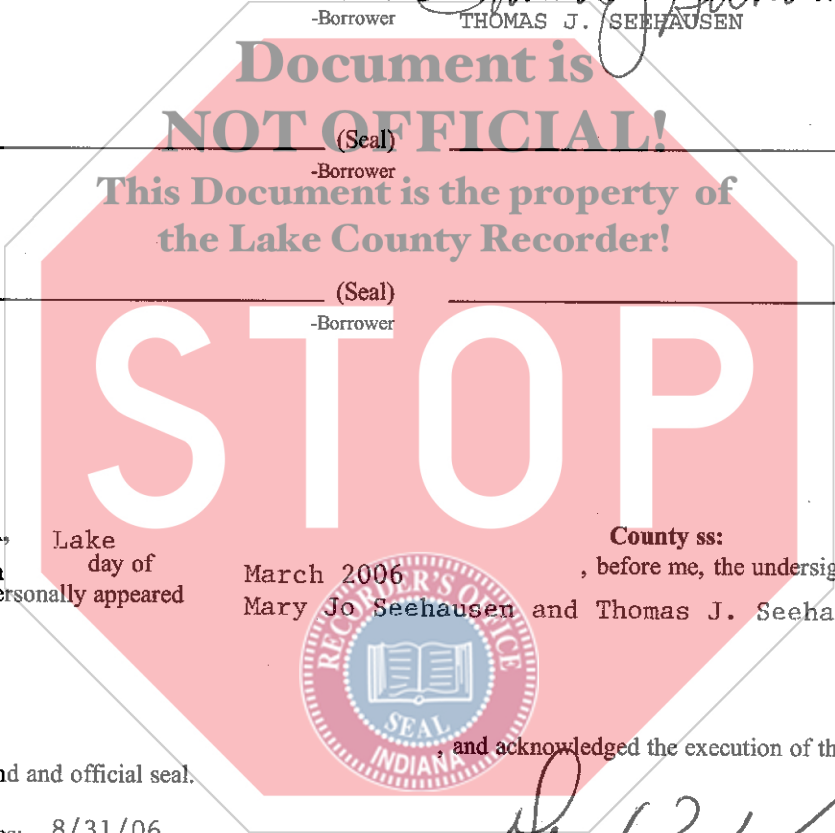 -Borrower THOMAS J. SEEHAUSEN
Document is
NOT OFFICIAL!
(Seal)
-Borrower
This Document is the property of
the Lake County Recorder!
(Seal)
-Borrower
STOP
Lake County ss:
day of March 2006 , before me, the undersig
ersonally appeared Mary Jo Seehausen and Thomas J. Seeha
RECORDER'S OFFICE
SEAL
INDIANA
, and acknowledged the execution of th
nd and official seal.
8/31/06